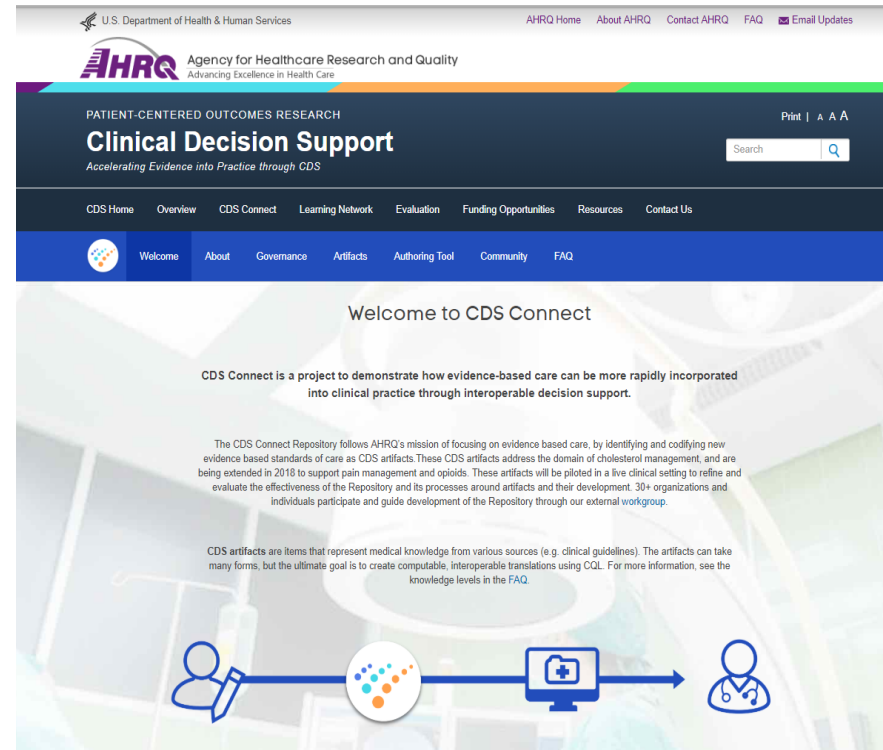 U.S. Department of Health & Human Services
AHRQ Home About AHRQ Contact AHRQ FAQ Email Updates
AHRQ
Agency for Healthcare Research and Quality
Advancing Excellence in Health Care
PATIENT-CENTERED OUTCOMES RESEARCH
Print | A A A
Clinical Decision Support
Search
Accelerating Evidence into Practice through CDS
CDS Home Overview CDS Connect Learning Network Evaluation Funding Opportunities Resources Contact Us
Welcome About Governance Artifacts Authoring Tool Community FAQ
Welcome to CDS Connect
CDS Connect is a project to demonstrate how evidence-based care can be more rapidly incorporated
into clinical practice through interoperable decision support.
The CDS Connect Repository follows AHRQ's mission of focusing on evidence based care, by identifying and codifying new
evidence based standards of care as CDS artifacts.These CDS artifacts address the domain of cholesterol management, and are
being extended in 2018 to support pain management and opioids. These artifacts will be piloted in a live clinical setting to refine and
evaluate the effectiveness of the Repository and its processes around artifacts and their development. 30+ organizations and
individuals participate and guide development of the Repository through our external workgroup.
CDS artifacts are items that represent medical knowledge from various sources (e.g. clinical guidelines). The artifacts can take
many forms, but the ultimate goal is to create computable, interoperable translations using CQL. For more information, see the
knowledge levels in the FAQ.